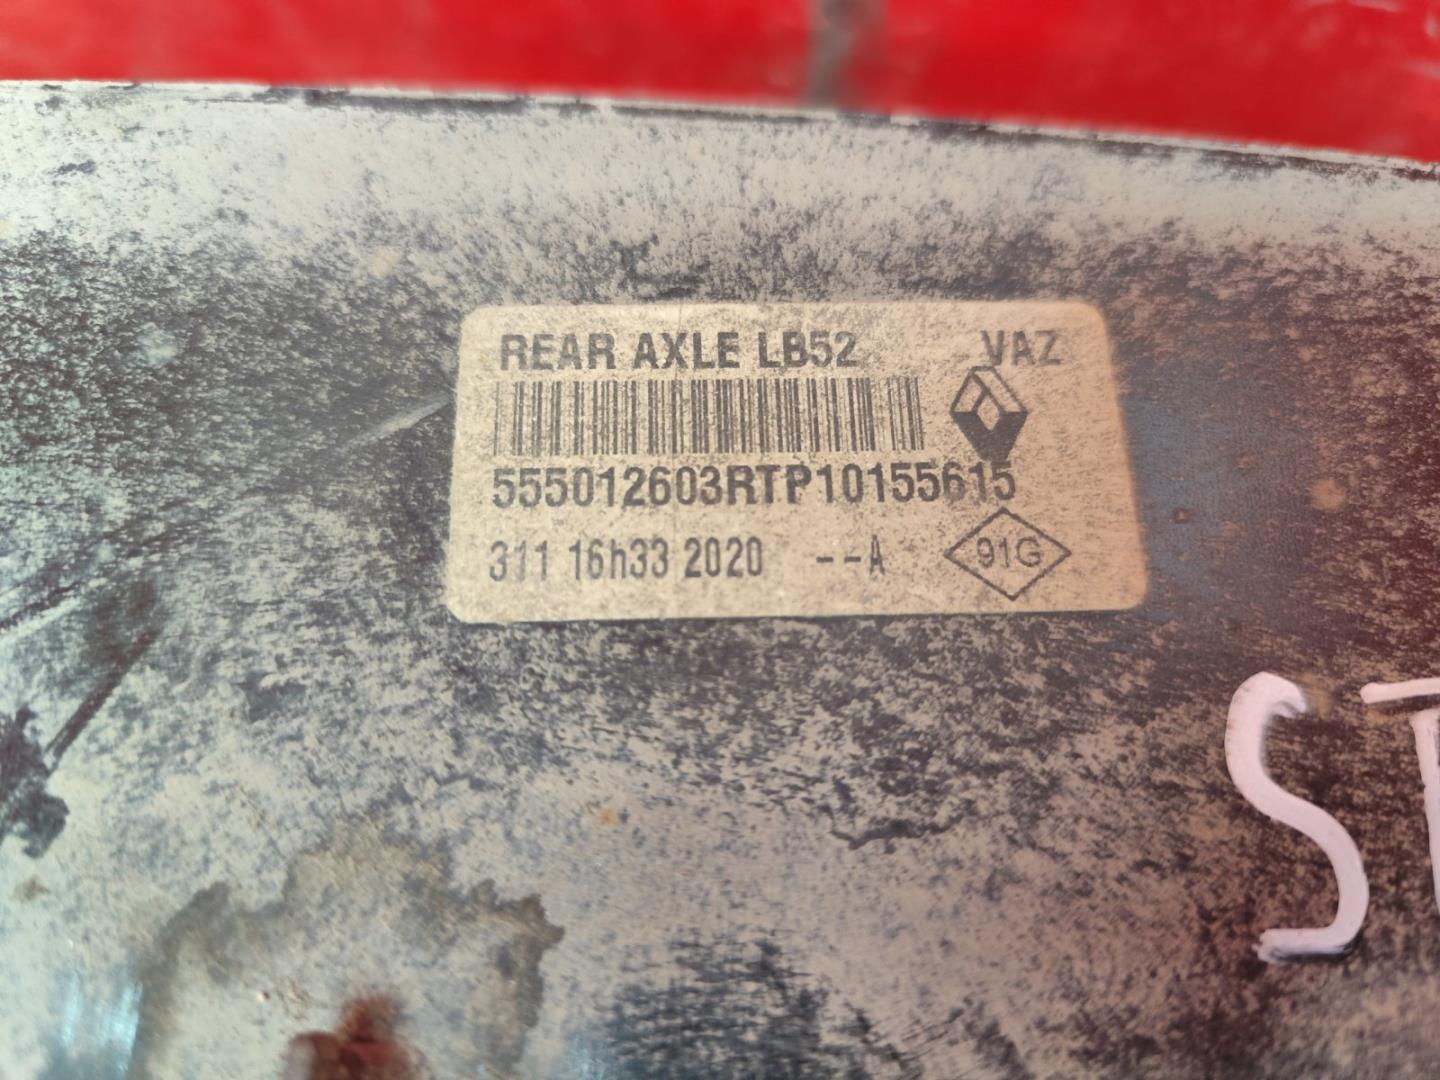 REAR AXLE LB52 VAZ
555012603RTP10155615
311 16h33 2020 --A 91G